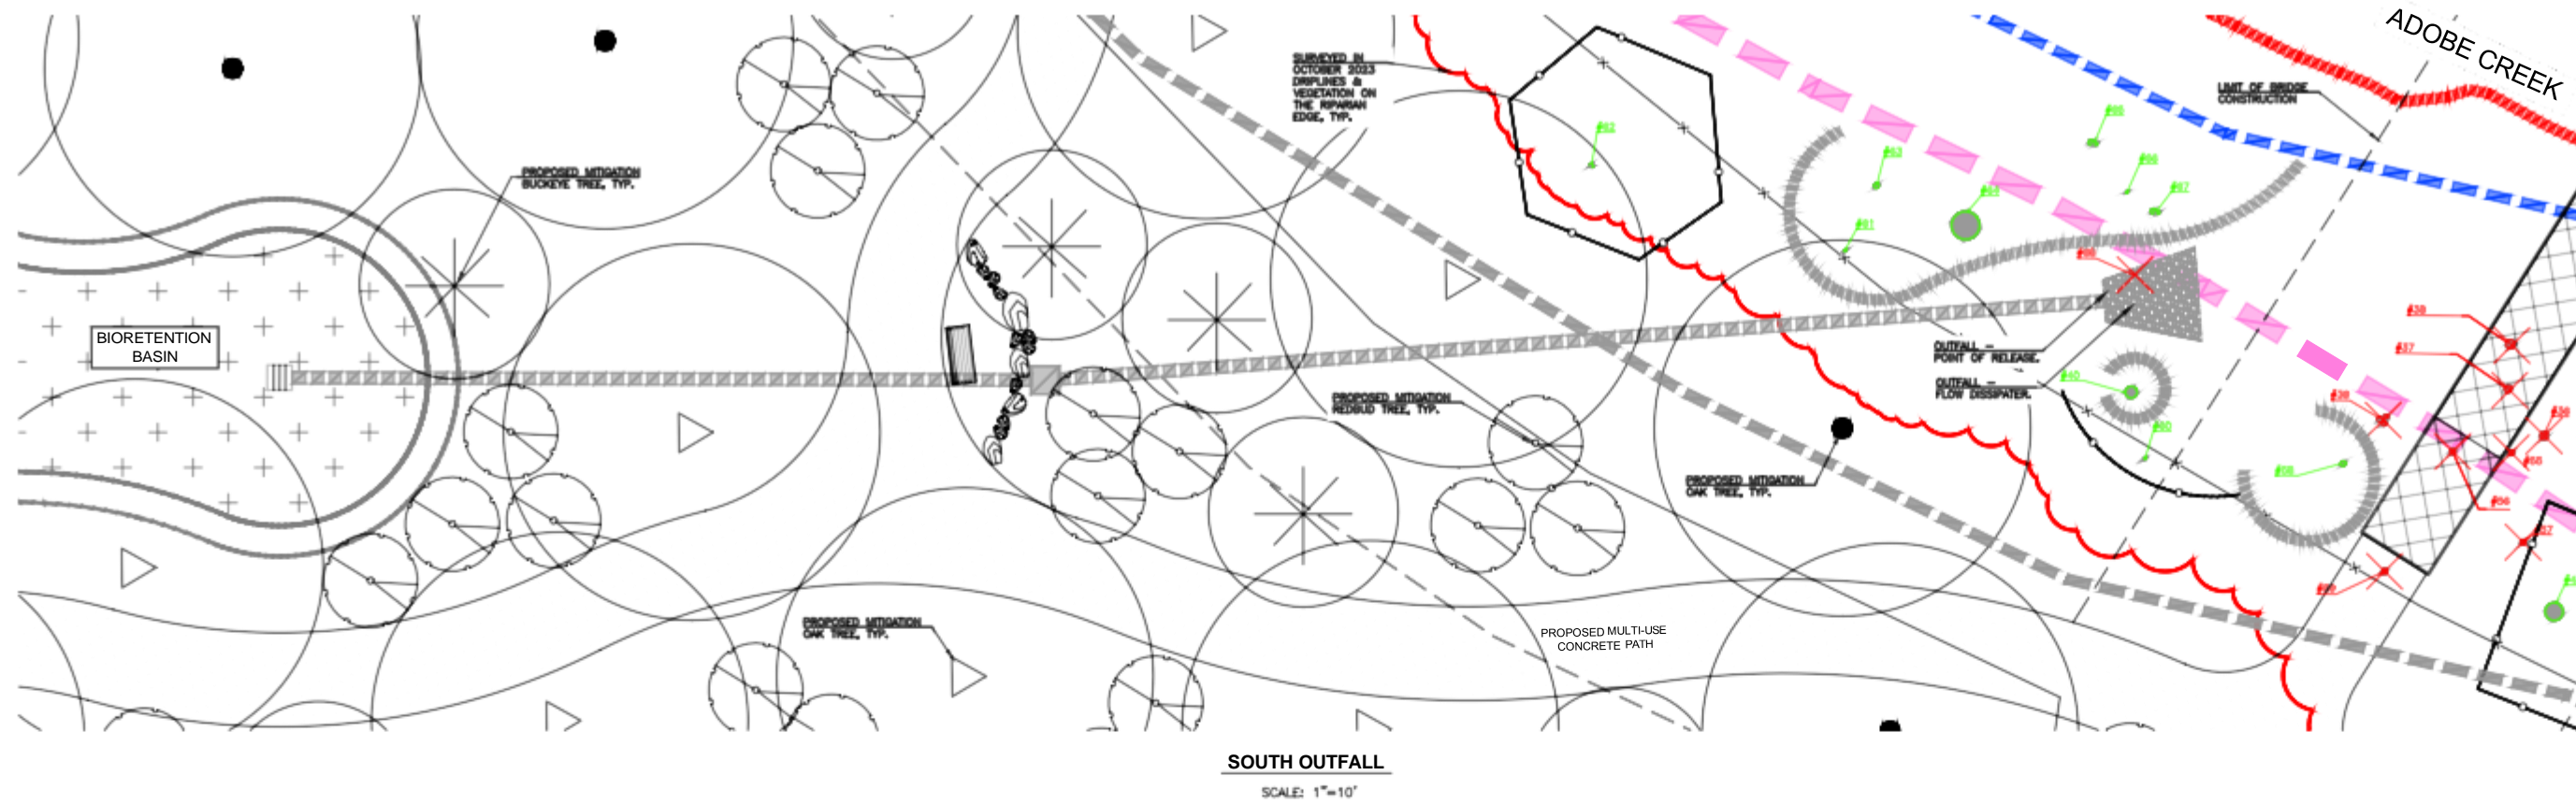 ADOBE CREEK
SURVEYED IN
OCTOBER 2023
DRIPLINES &
VEGETATION ON
THE RIPARIAN
EDGE, TYP.
LIMIT OF BRIDGE
CONSTRUCTION
PROPOSED MITIGATION
BUCKEYE TREE, TYP.
BIORETENTION
BASIN
OUTFALL –
POINT OF RELEASE.
OUTFALL –
FLOW DISSIPATER.
PROPOSED MITIGATION
REDBUD TREE, TYP.
PROPOSED MITIGATION
OAK TREE, TYP.
PROPOSED MITIGATION
OAK TREE, TYP.
PROPOSED MULTI-USE
CONCRETE PATH
SOUTH OUTFALL
SCALE: 1"=10'